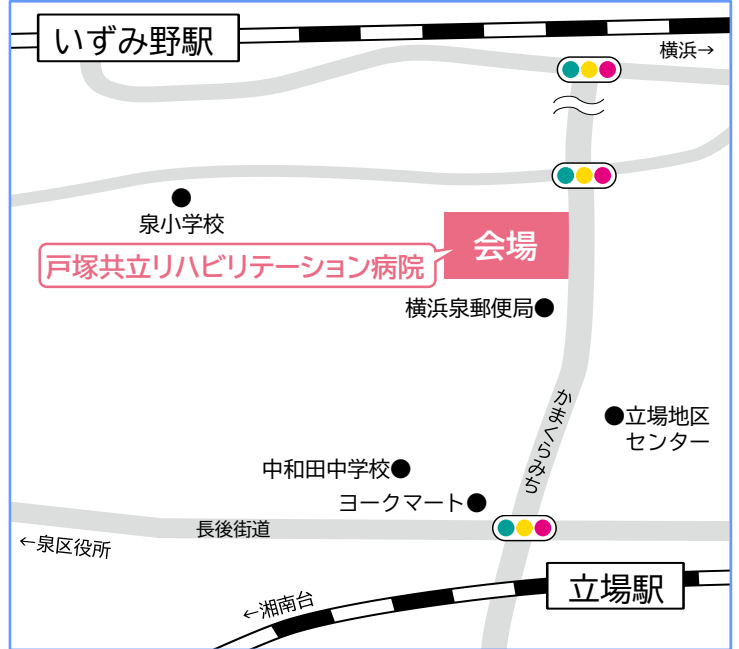 いずみ野駅
横浜→
泉小学校
会場
戸塚共立リハビリテーション病院
横浜泉郵便局
かまくらみち
立場地区
センター
中和田中学校
ヨークマート
長後街道
←泉区役所
立場駅
←湘南台